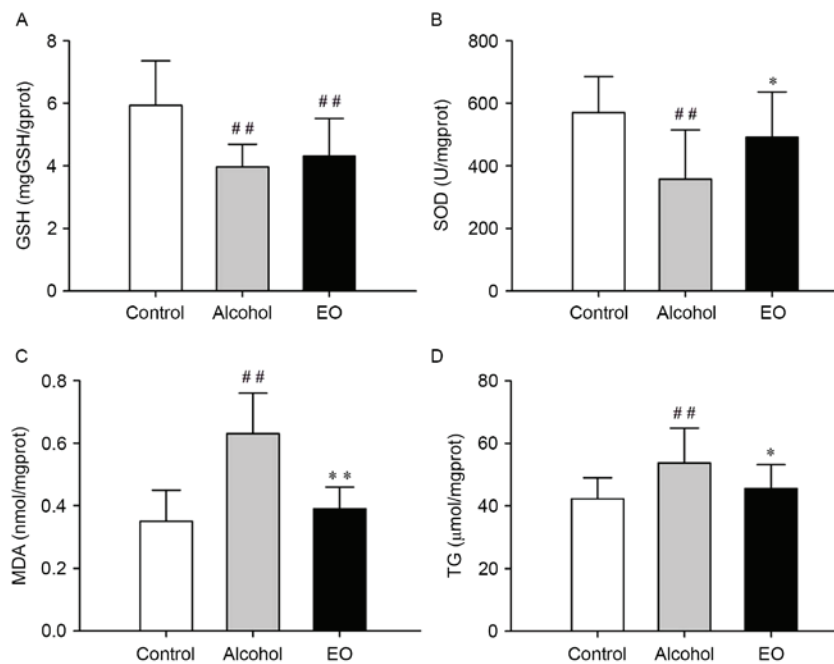 A
GSH (mgGSH/gprot)
8
6
4
2
0
##
##
Control Alcohol EO
B
SOD (U/mgprot)
800
600
400
200
0
##
*
Control Alcohol EO
C
MDA (nmol/mgprot)
0.8
0.6
0.4
0.2
0.0
##
**
Control Alcohol EO
D
TG (μmol/mgprot)
80
60
40
20
0
##
*
Control Alcohol EO